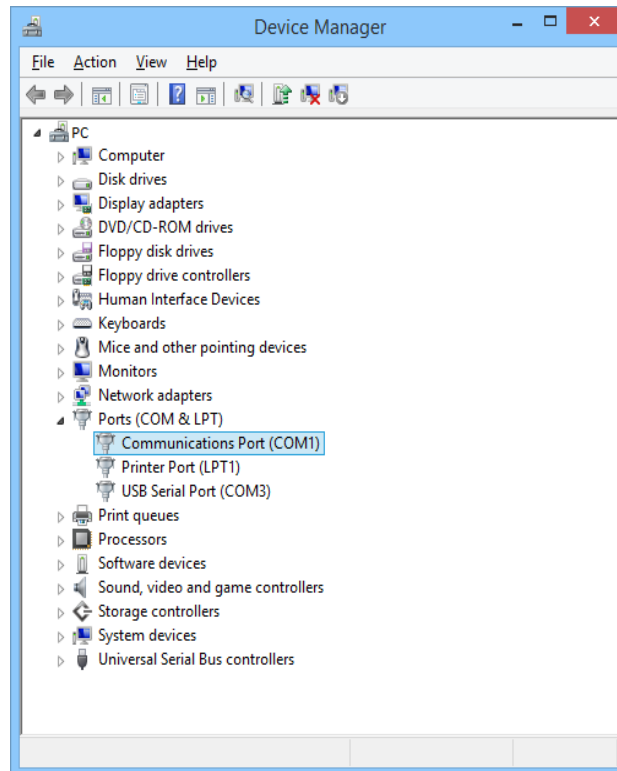 Device Manager
File Action View Help
PC
Computer
Disk drives
Display adapters
DVD/CD-ROM drives
Floppy disk drives
Floppy drive controllers
Human Interface Devices
Keyboards
Mice and other pointing devices
Monitors
Network adapters
Ports (COM & LPT)
Communications Port (COM1)
Printer Port (LPT1)
USB Serial Port (COM3)
Print queues
Processors
Software devices
Sound, video and game controllers
Storage controllers
System devices
Universal Serial Bus controllers